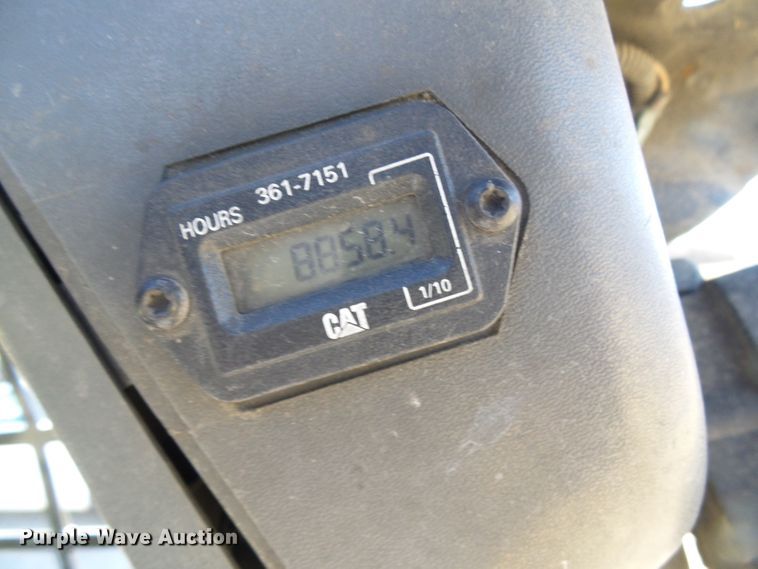 HOURS 361-7151
8858.4
1/10
CAT
Purple Wave Auction